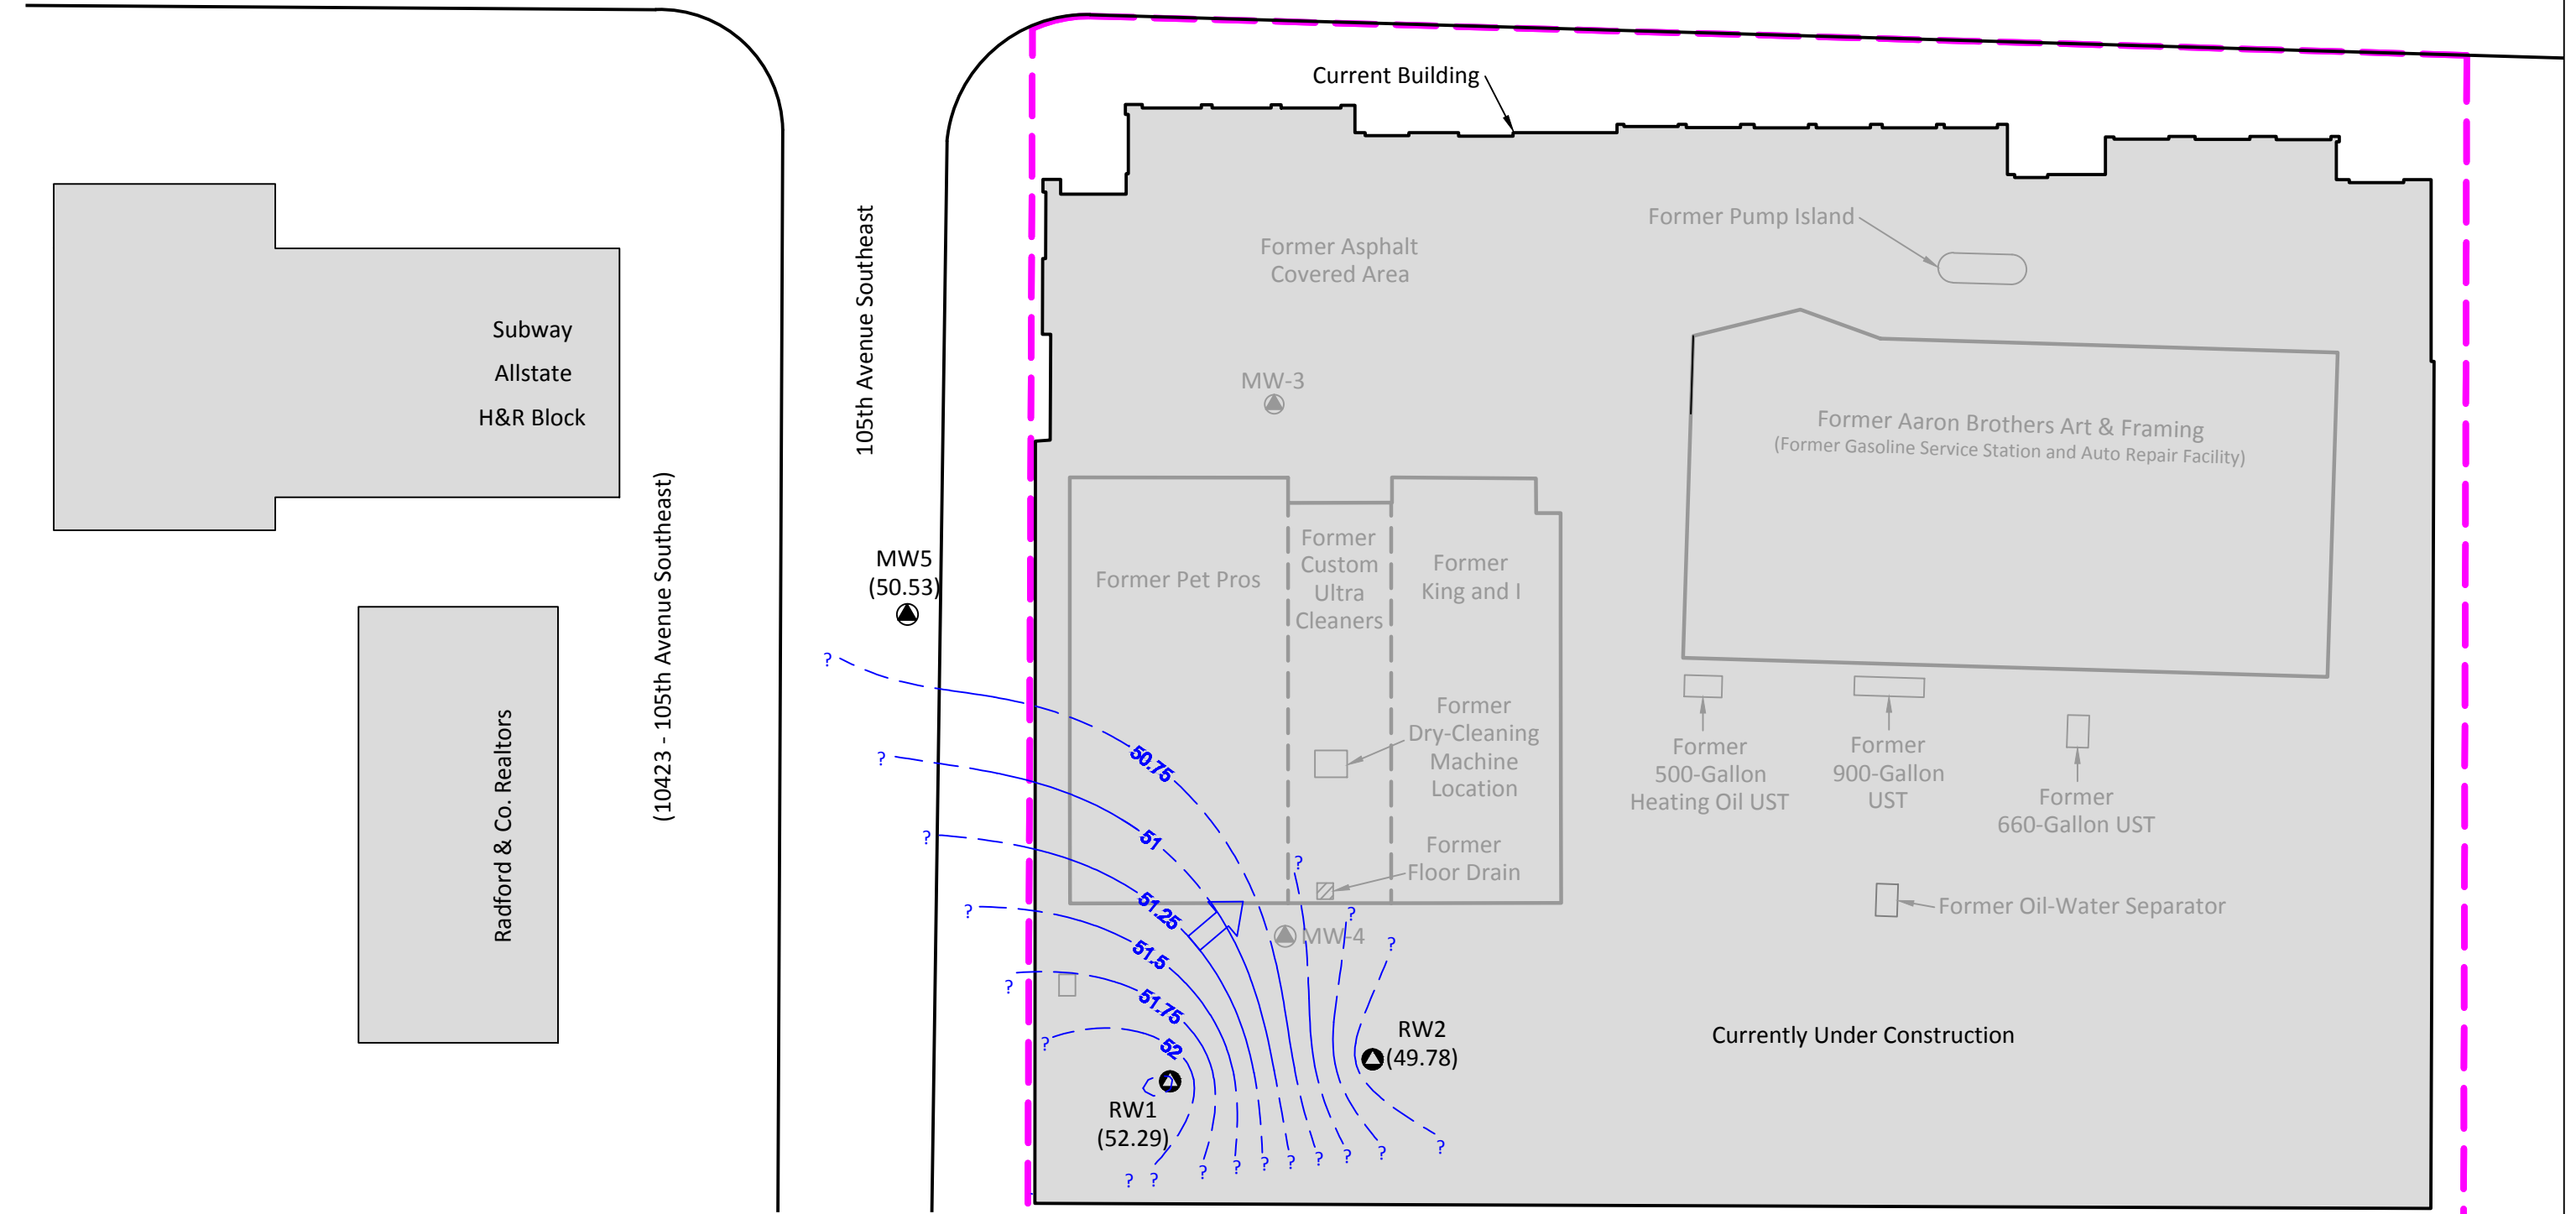 Current Building
Former Pump Island
Former Asphalt
Covered Area
105th Avenue Southeast
Subway
Allstate
H&R Block
MW-3
Former Aaron Brothers Art & Framing
(Former Gasoline Service Station and Auto Repair Facility)
(10423 - 105th Avenue Southeast)
MW5
(50.53)
Former Pet Pros
Former
Custom
Ultra
Cleaners
Former
King and I
?
Radford & Co. Realtors
Former
Dry-Cleaning
Machine
Location
Former
500-Gallon
Heating Oil UST
Former
900-Gallon
UST
Former
660-Gallon UST
50.75
?
51
?
Former
Floor Drain
?
51.25
?
?
Former Oil-Water Separator
MW-4
?
51.5
?
51.75
?
52
RW2
(49.78)
Currently Under Construction
RW1
(52.29)
? ? ? ? ? ? ? ? ? ?